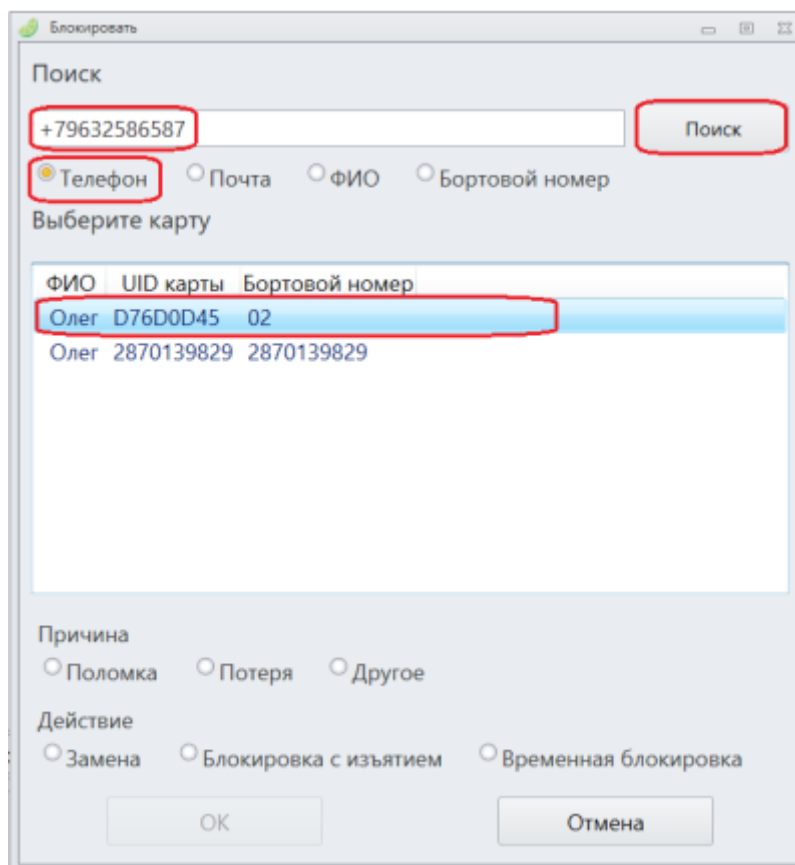 Блокировать
Поиск
+79632586587 Поиск
Телефон Почта ФИО Бортовой номер
Выберите карту
ФИО UID карты Бортовой номер
Олег D76D0D45 02
Олег 2870139829 2870139829
Причина
Поломка Потеря Другое
Действие
Замена Блокировка с изъятием Временная блокировка
ОК Отмена